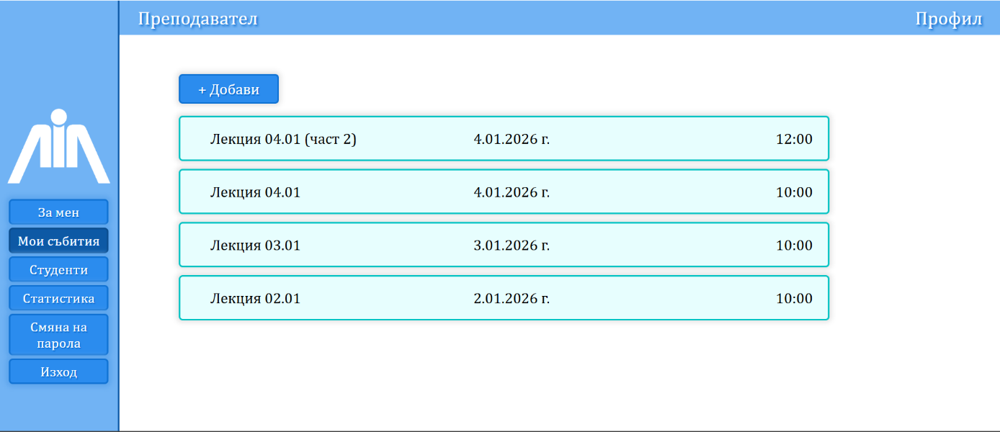 Преподавател
Профил
+ Добави
Лекция 04.01 (част 2) 4.01.2026 г. 12:00
Лекция 04.01 4.01.2026 г. 10:00
Лекция 03.01 3.01.2026 г. 10:00
Лекция 02.01 2.01.2026 г. 10:00
За мен
Мои събития
Студенти
Статистика
Смяна на
парола
Изход